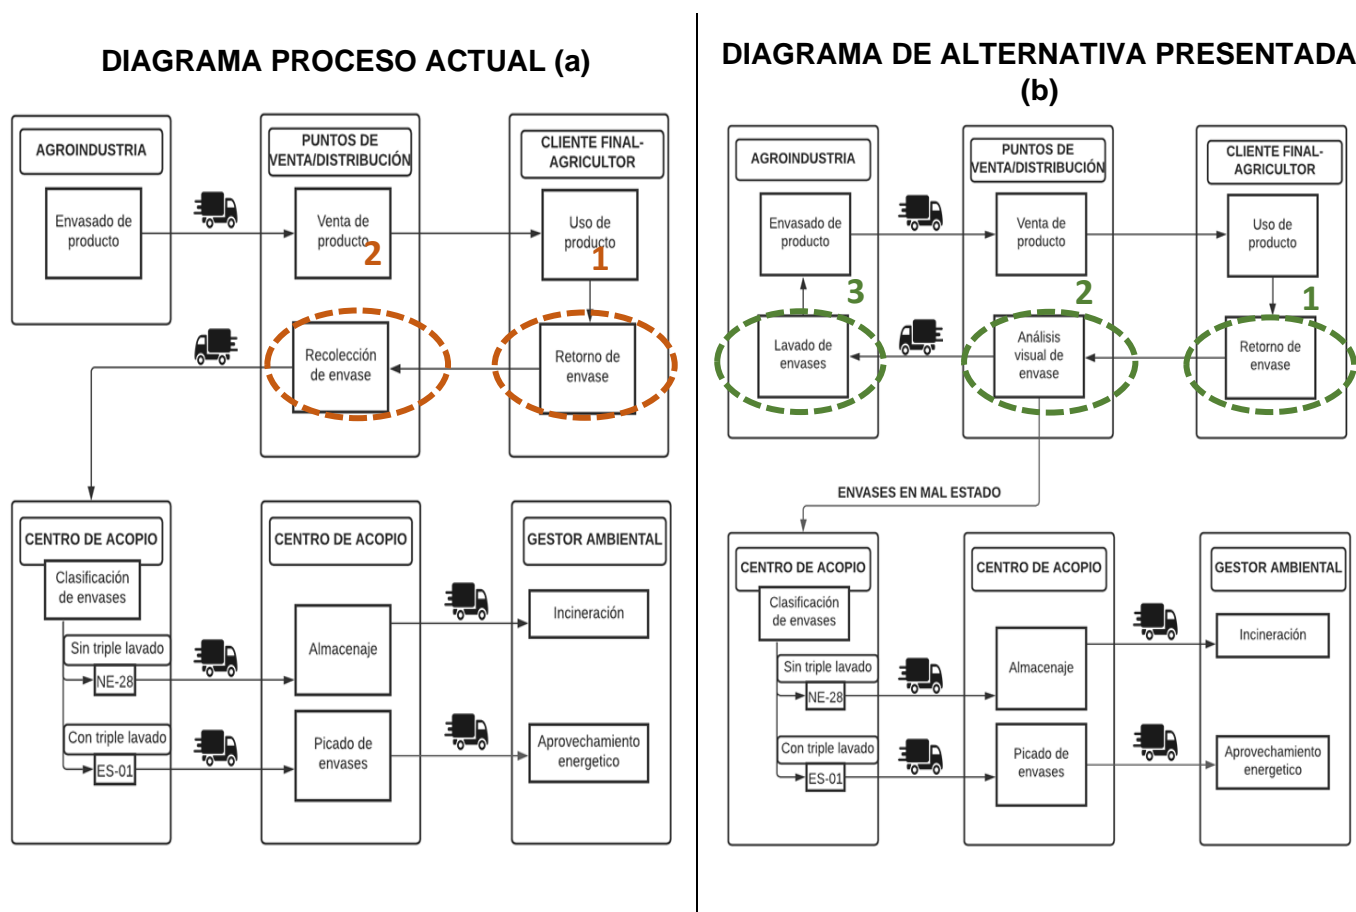 DIAGRAMA PROCESO ACTUAL (a)
AGROINDUSTRIA
Envasado de
producto
PUNTOS DE
VENTA/DISTRIBUCIÓN
Venta de
producto
2
CLIENTE FINAL-
AGRICULTOR
Uso de
producto
1
Recolección
de envase
Retorno de
envase
CENTRO DE ACOPIO
Clasificación
de envases
Sin triple lavado
NE-28
Con triple lavado
ES-01
CENTRO DE ACOPIO
Almacenaje
Picado de
envases
GESTOR AMBIENTAL
Incineración
Aprovechamiento
energetico
DIAGRAMA DE ALTERNATIVA PRESENTADA
(b)
AGROINDUSTRIA
Envasado de
producto
PUNTOS DE
VENTA/DISTRIBUCIÓN
Venta de
producto
CLIENTE FINAL-
AGRICULTOR
Uso de
producto
3
Lavado de
envases
2
Análisis
visual de
envase
1
Retorno de
envase
ENVASES EN MAL ESTADO
CENTRO DE ACOPIO
Clasificación
de envases
Sin triple lavado
NE-28
Con triple lavado
ES-01
CENTRO DE ACOPIO
Almacenaje
Picado de
envases
GESTOR AMBIENTAL
Incineración
Aprovechamiento
energetico